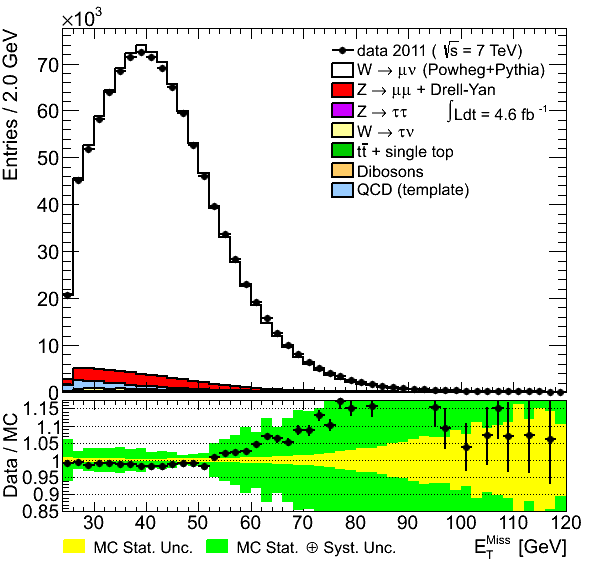 ×10³
Entries / 2.0 GeV
70
60
50
40
30
20
10
0
data 2011 ( √s = 7 TeV)
W → μν (Powheg+Pythia)
Z → μμ + Drell-Yan
Z → ττ
∫Ldt = 4.6 fb⁻¹
W → τν
tt̄ + single top
Dibosons
QCD (template)
Data / MC
1.15
1.1
1.05
1
0.95
0.9
0.85
30 40 50 60 70 80 90 100 110 120
MC Stat. Unc.
MC Stat. ⊕ Syst. Unc.
E_T^Miss [GeV]